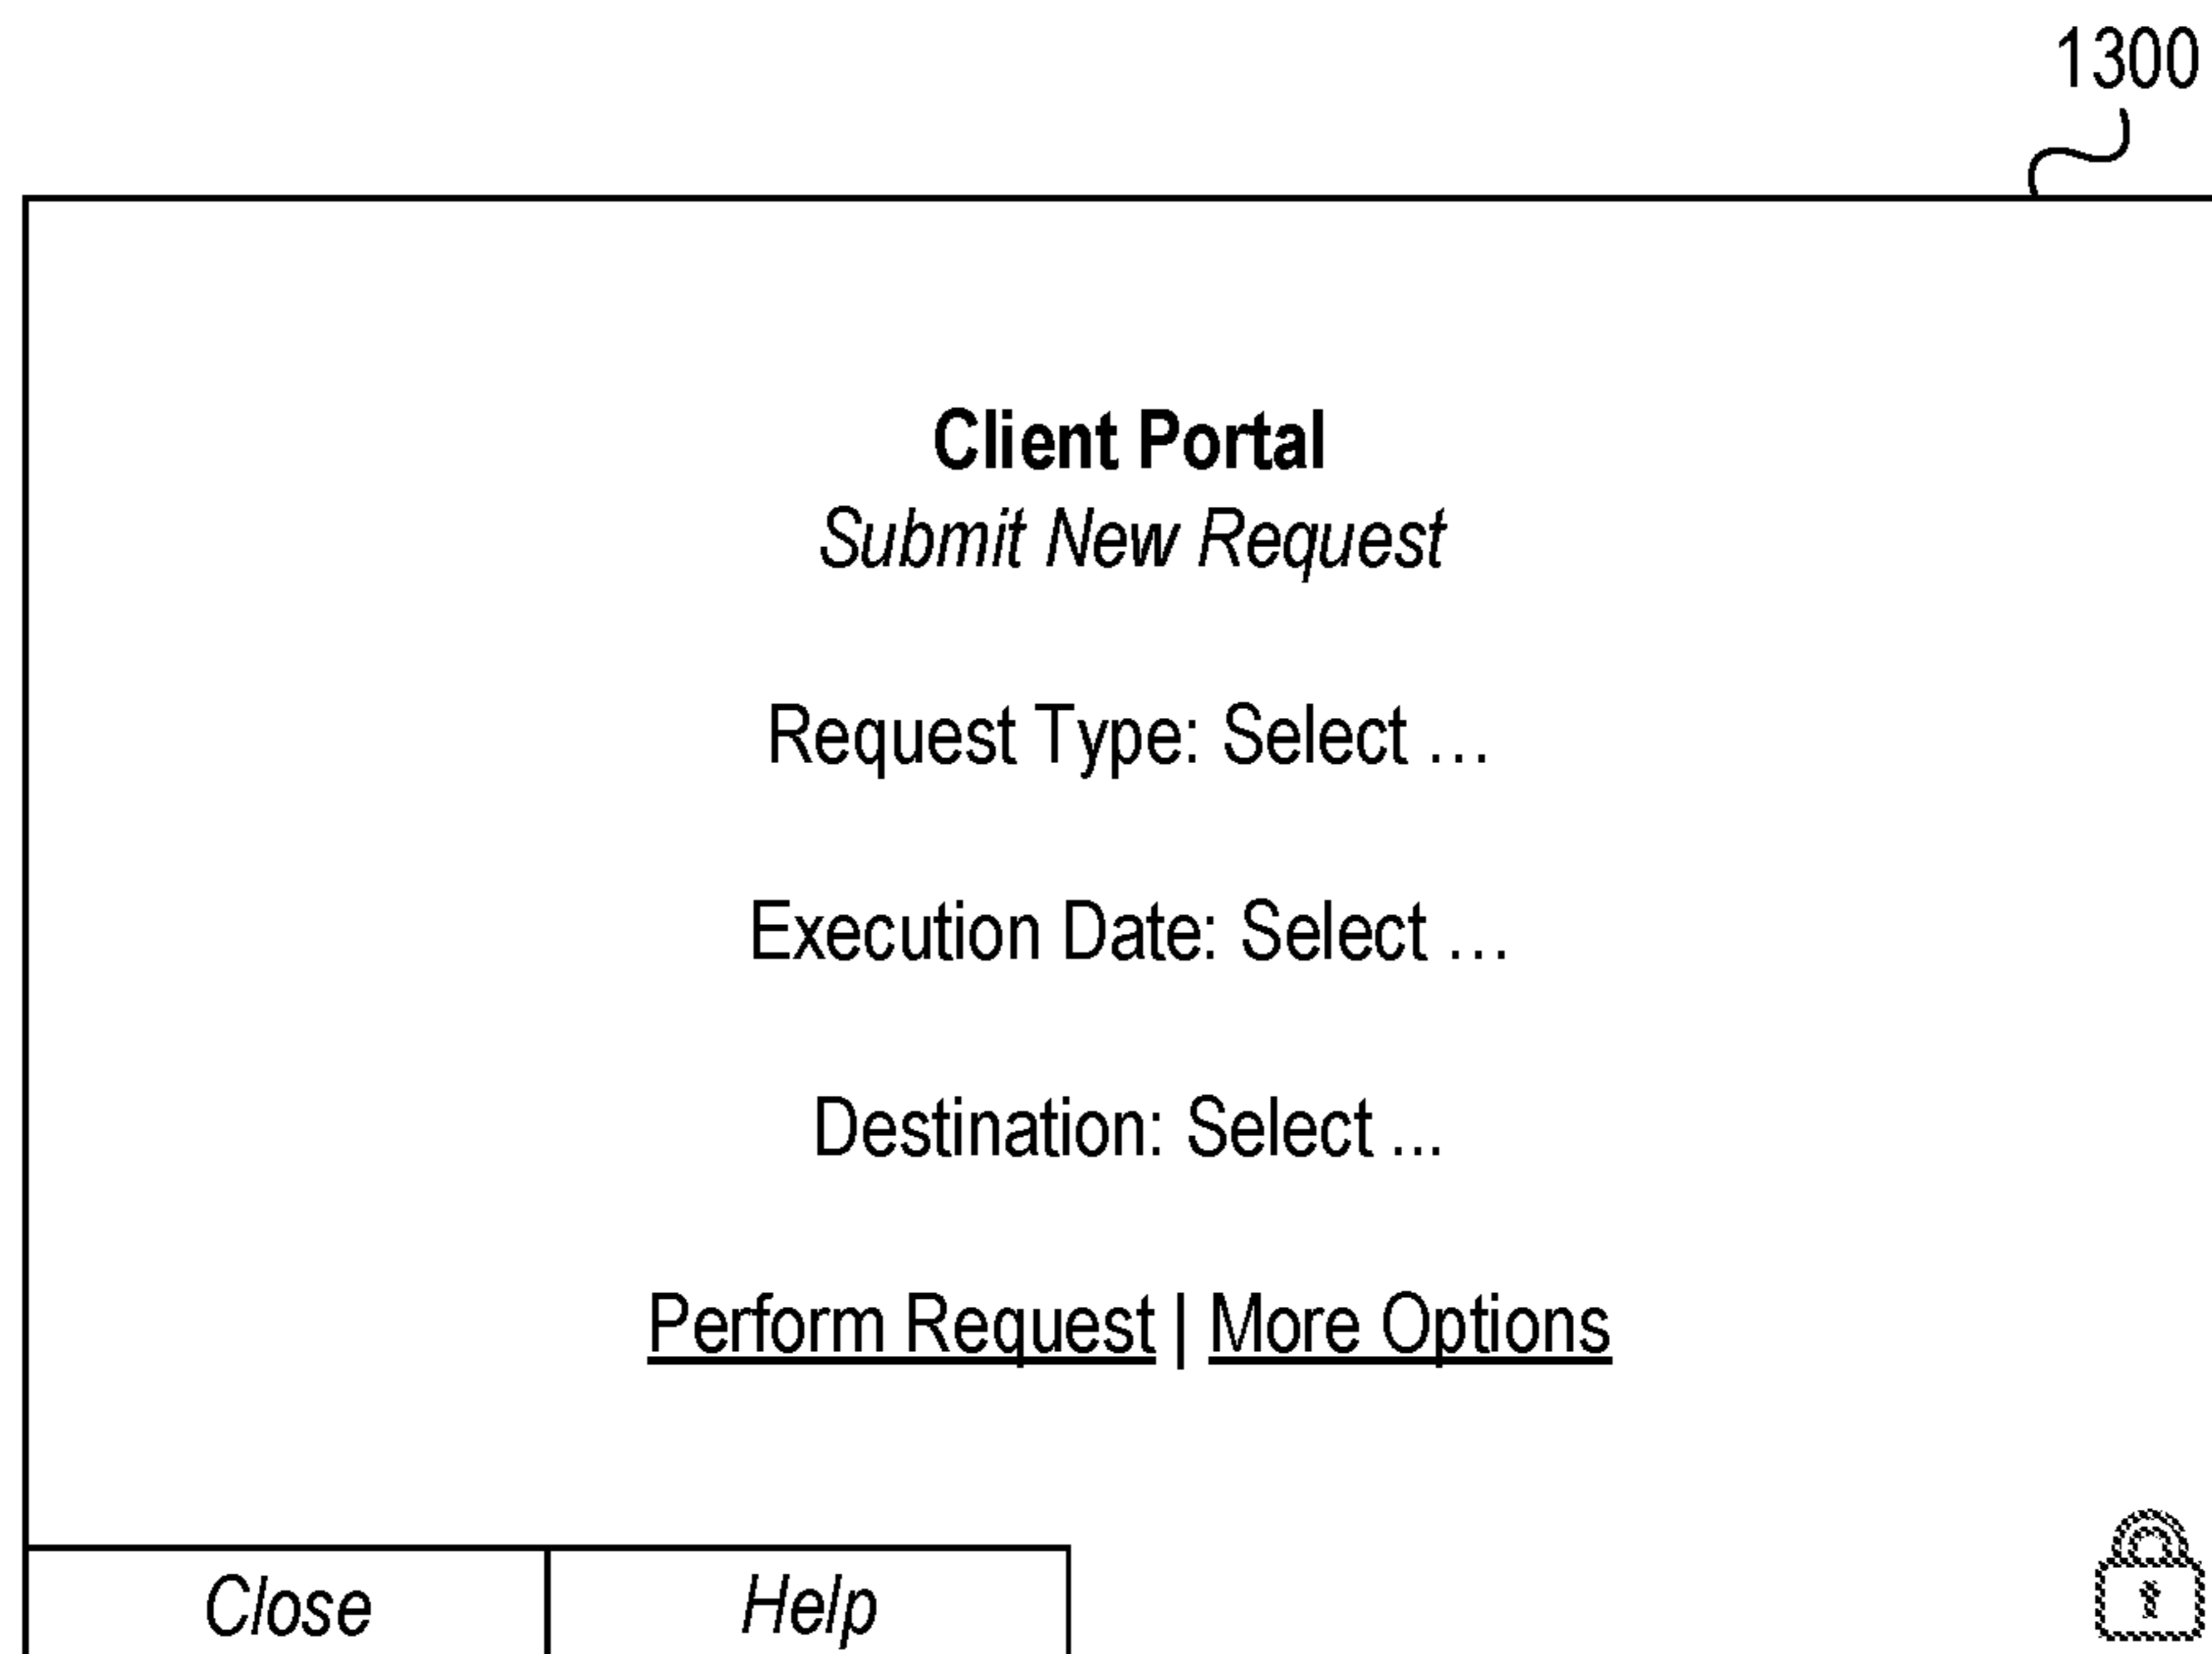 1300
Client Portal
Submit New Request
Request Type: Select ...
Execution Date: Select ...
Destination: Select ...
Perform Request | More Options
Close
Help